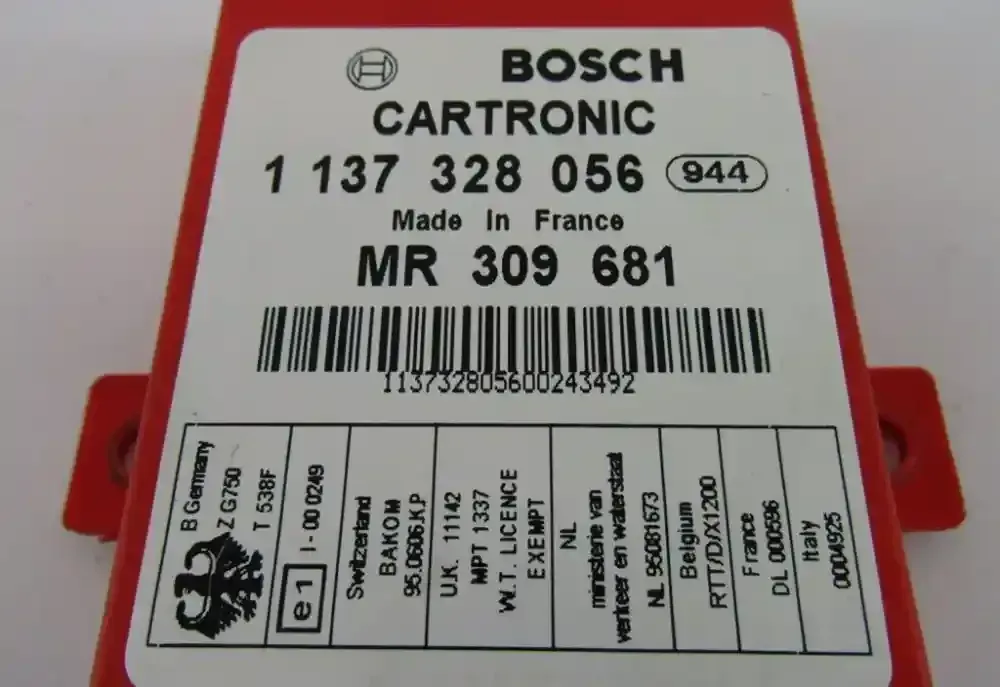 BOSCH
CARTRONIC
1 137 328 056 944
Made In France
MR 309 681
113732805600243492
B Germany
Z G750
T 538F
e1 I-00 0249
Switzerland
BAKOM
95.0606.K.P
U.K. 11142
MPT 1337
W.T. LICENCE
EXEMPT
NL
ministerie van
verkeer en waterstaat
NL 95081673
Belgium
RTT/D/X1200
France
DL 000596
Italy
0004925